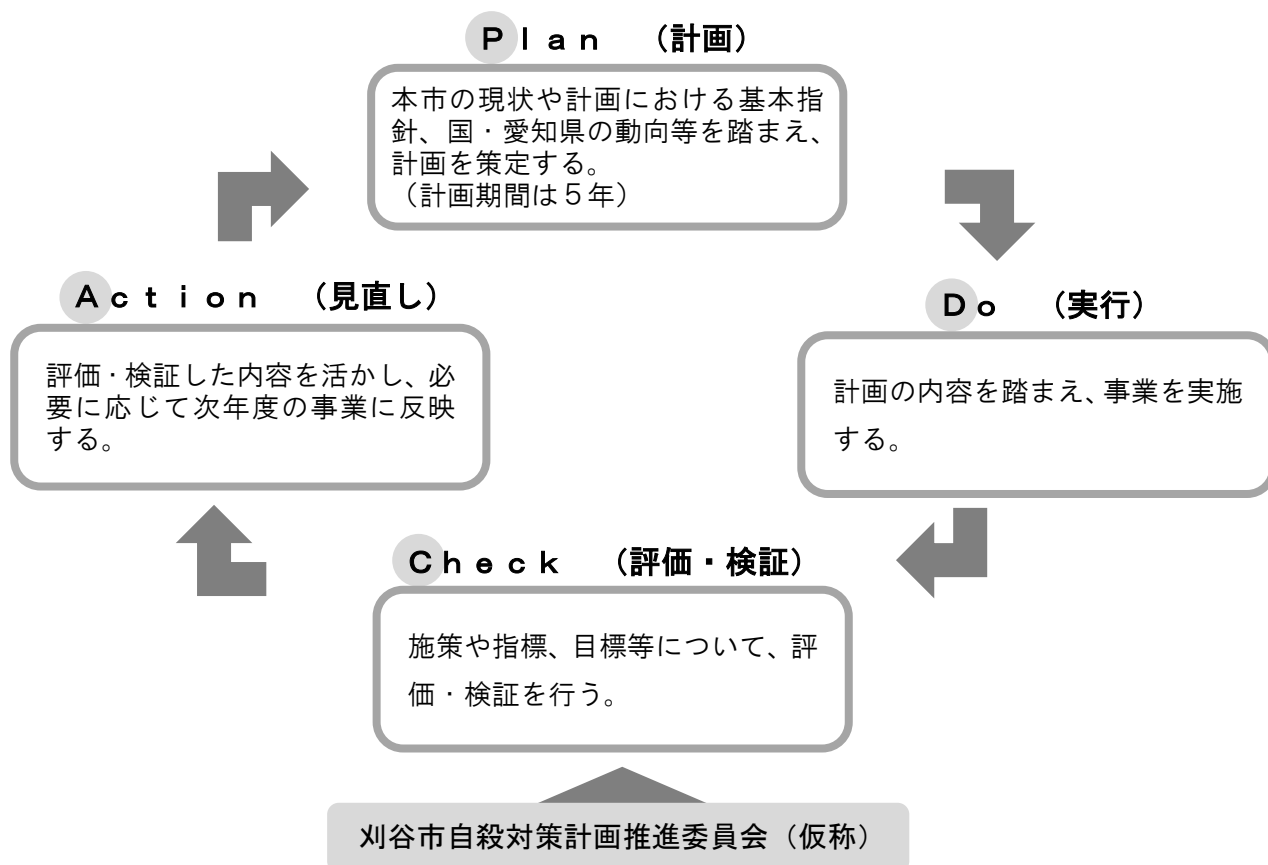 Ｐｌａｎ　（計画）
本市の現状や計画における基本指
針、国・愛知県の動向等を踏まえ、
計画を策定する。
（計画期間は５年）
Ｄｏ　（実行）
計画の内容を踏まえ、事業を実施
する。
Ｃｈｅｃｋ　（評価・検証）
施策や指標、目標等について、評
価・検証を行う。
Ａｃｔｉｏｎ　（見直し）
評価・検証した内容を活かし、必
要に応じて次年度の事業に反映
する。
刈谷市自殺対策計画推進委員会（仮称）